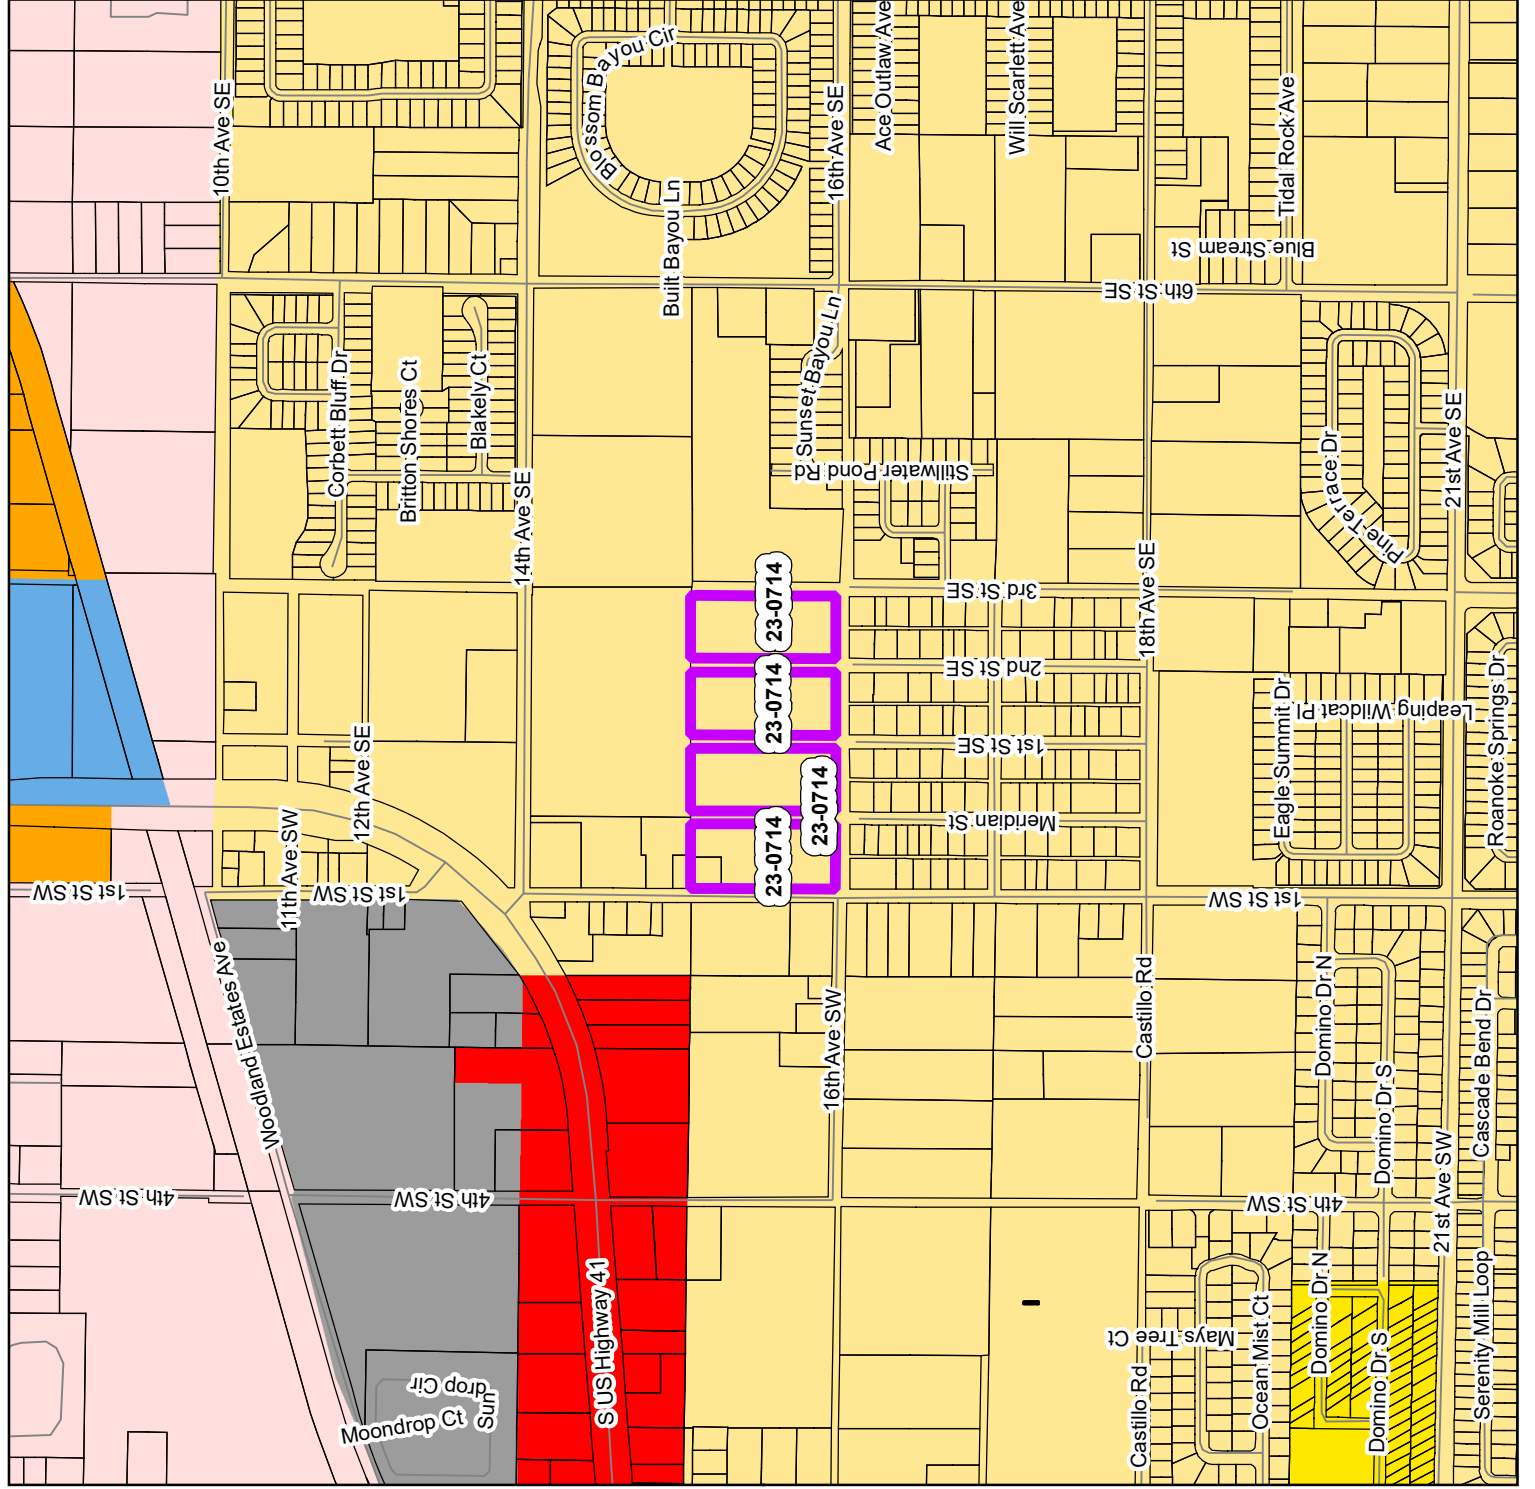 Blossom Bayou Cir
Ace Outlaw Ave
Will Scarlett Ave
10th Ave SE
16th Ave SE
Tidal Rock Ave
Built Bayou Ln
Blue Stream St
6th St SE
Sunset Bayou Ln
Corbett Bluff Dr
Britton Shores Ct
Blakely Ct
14th Ave SE
Stillwater Pond Rd
21st Ave SE
Pine Terrace Dr
18th Ave SE
3rd St SE
23-0714
2nd St SE
23-0714
1st St SE
23-0714
Meridian St
23-0714
Leaping Wildcat Pl
Eagle Summit Dr
Roanoke Springs Dr
12th Ave SE
11th Ave SW
1st St SW
1st St SW
1st St SW
Woodland Estates Ave
16th Ave SW
Castillo Rd
Domino Dr N
Domino Dr S
Cascade Bend Dr
21st Ave SW
4th St SW
4th St SW
4th St SW
S US Highway 41
Mays Tree Ct
Ocean Mist Ct
Castillo Rd
Domino Dr N
Domino Dr S
Serenity Mill Loop
Sun
drop Cir
Moondrop Ct